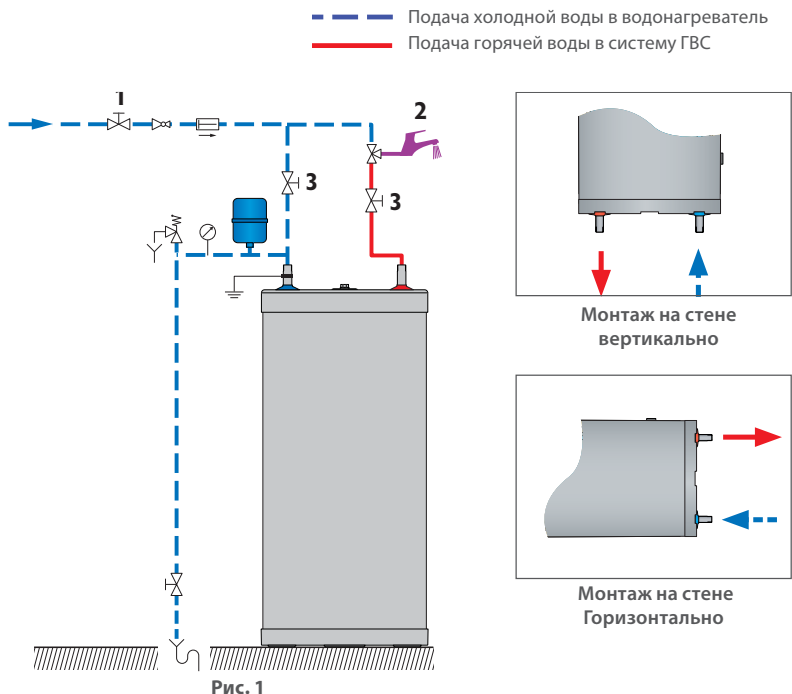 Подача холодной воды в водонагреватель
Подача горячей воды в систему ГВС
1
2
3
3
Монтаж на стене
вертикально
Монтаж на стене
Горизонтально
Рис. 1